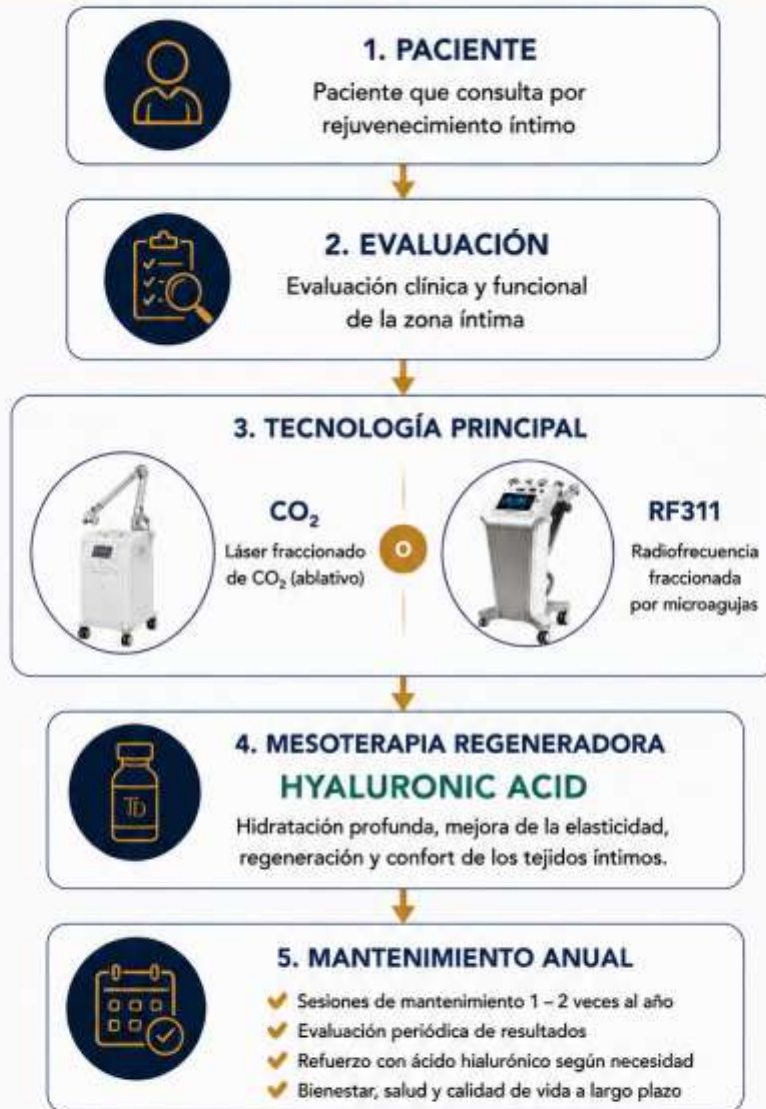 1. PACIENTE
Paciente que consulta por
rejuvenecimiento íntimo
2. EVALUACIÓN
Evaluación clínica y funcional
de la zona íntima
3. TECNOLOGÍA PRINCIPAL
CO₂
Láser fraccionado
de CO₂ (ablativo)
O
RF311
Radiofrecuencia
fraccionada
por microagujas
4. MESOTERAPIA REGENERADORA
HYALURONIC ACID
TD
Hidratación profunda, mejora de la elasticidad,
regeneración y confort de los tejidos íntimos.
5. MANTENIMIENTO ANUAL
Sesiones de mantenimiento 1 – 2 veces al año
Evaluación periódica de resultados
Refuerzo con ácido hialurónico según necesidad
Bienestar, salud y calidad de vida a largo plazo